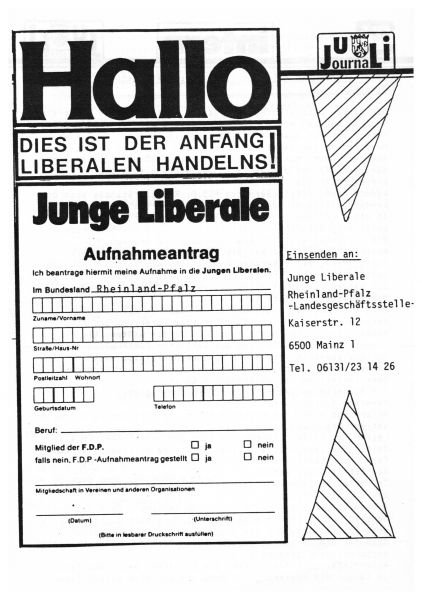 Hallo
JuLi
Journal
DIES IST DER ANFANG
LIBERALEN HANDELNS!
Junge Liberale
Aufnahmeantrag
Ich beantrage hiermit meine Aufnahme in die Jungen Liberalen.
Im Bundesland Rheinland-Pfalz
Zuname/Vorname
Straße/Haus-Nr
Postleitzahl Wohnort
Geburtsdatum Telefon
Beruf:
Mitglied der F.D.P. ja nein
falls nein, F.D.P.-Aufnahmeantrag gestellt ja nein
Mitgliedschaft in Vereinen und anderen Organisationen
(Datum) (Unterschrift)
(Bitte in lesbarer Druckschrift ausfüllen)
Einsenden an:
Junge Liberale
Rheinland-Pfalz
-Landesgeschäftsstelle-
Kaiserstr. 12
6500 Mainz 1
Tel. 06131/23 14 26